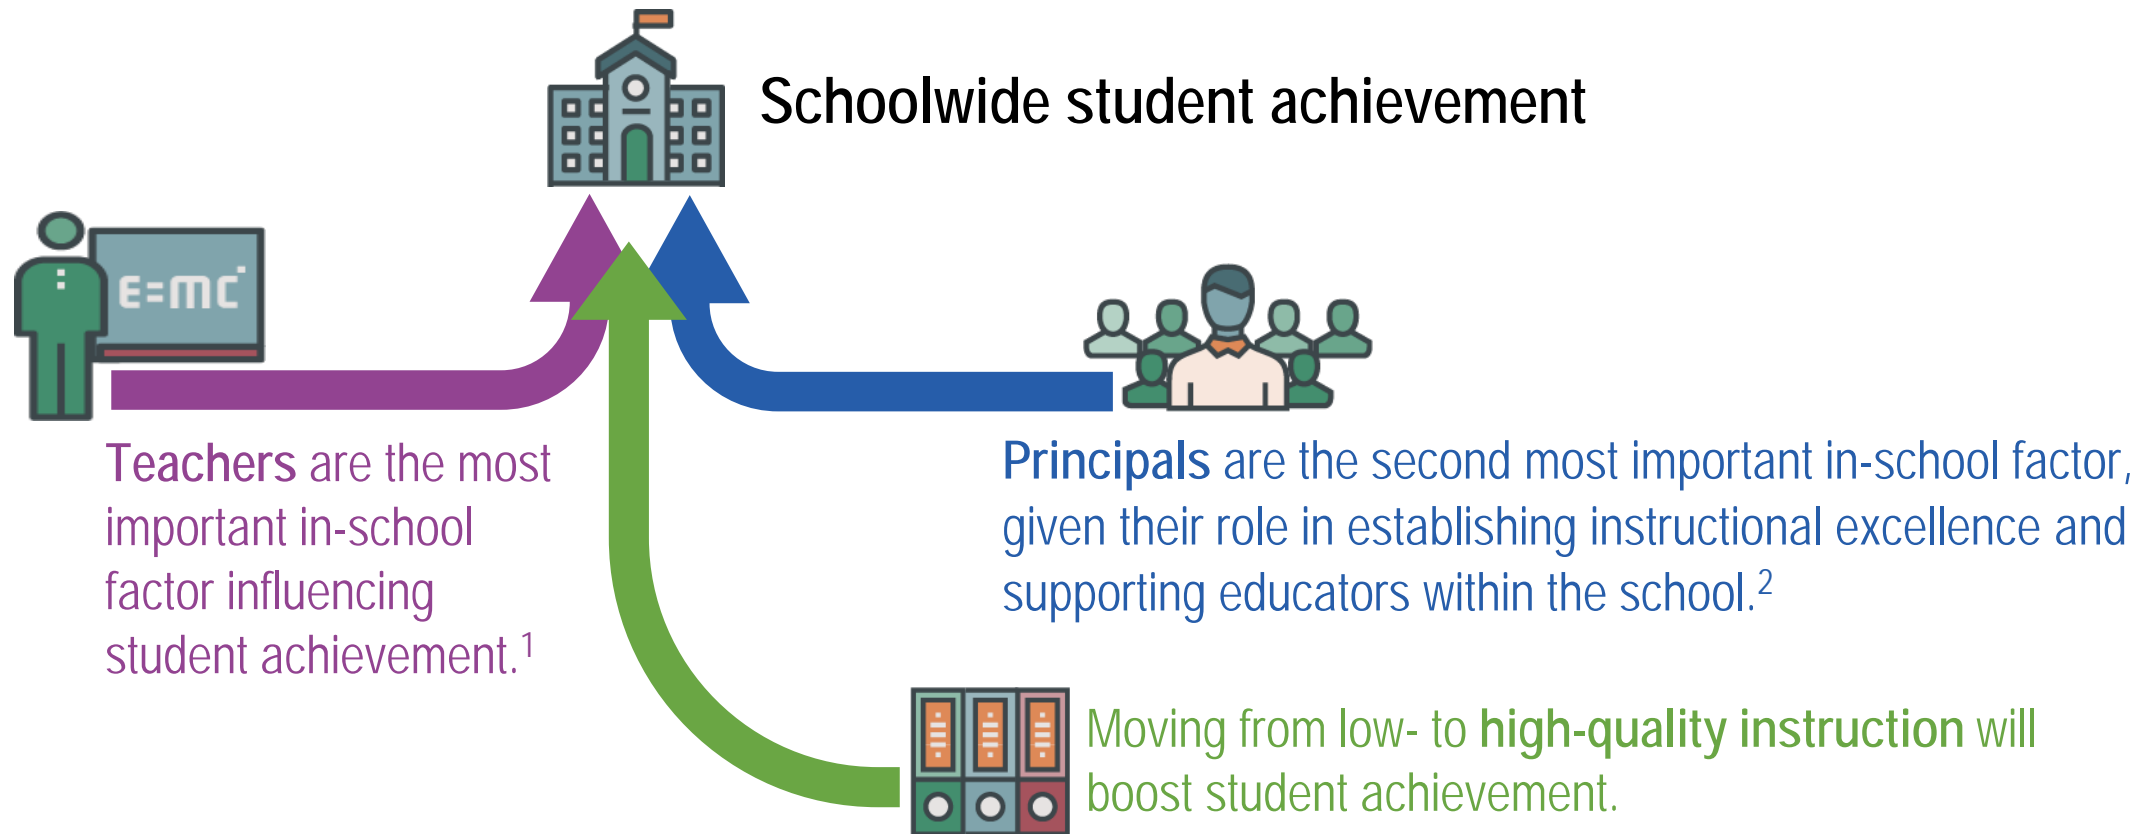 Schoolwide student achievement
E=mc▪
Teachers are the most
important in-school
factor influencing
student achievement.1
Principals are the second most important in-school factor,
given their role in establishing instructional excellence and
supporting educators within the school.2
Moving from low- to high-quality instruction will
boost student achievement.